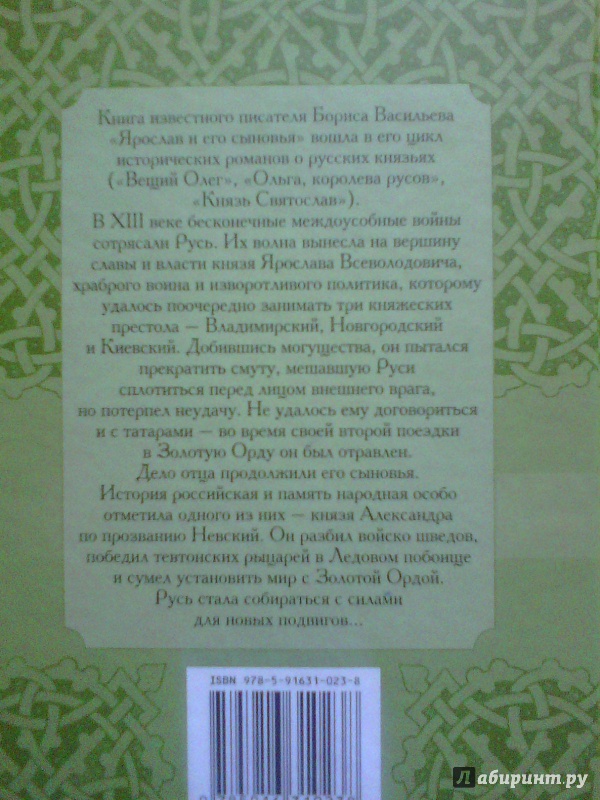 Книга известного писателя Бориса Васильева
«Ярослав и его сыновья» вошла в его цикл
исторических романов о русских князьях
(«Вещий Олег», «Ольга, королева русов»,
«Князь Святослав»).
В XIII веке бесконечные междоусобные войны
сотрясали Русь. Их волна вынесла на вершину
славы и власти князя Ярослава Всеволодовича,
храброго воина и изворотливого политика, которому
удалось поочередно занимать три княжеских
престола — Владимирский, Новгородский
и Киевский. Добившись могущества, он пытался
прекратить смуту, мешавшую Руси
сплотиться перед лицом внешнего врага,
но потерпел неудачу. Не удалось ему договориться
и с татарами — во время своей второй поездки
в Золотую Орду он был отравлен.
Дело отца продолжили его сыновья.
История российская и память народная особо
отметила одного из них — князя Александра
по прозванию Невский. Он разбил войско шведов,
победил тевтонских рыцарей в Ледовом побоище
и сумел установить мир с Золотой Ордой.
Русь стала собираться с силами
для новых подвигов...
ISBN 978-5-91631-023-8
Лабиринт.ру